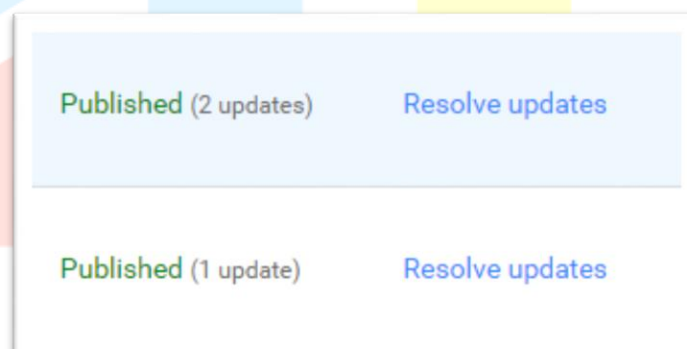 Published (2 updates) Resolve updates
Published (1 update) Resolve updates